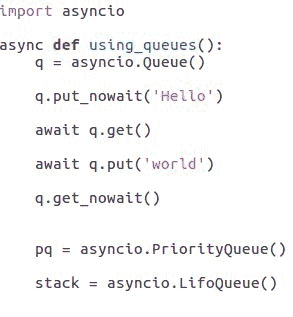 import asyncio
async def using_queues():
    q = asyncio.Queue()
    q.put_nowait('Hello')
    await q.get()
    await q.put('world')
    q.get_nowait()
    pq = asyncio.PriorityQueue()
    stack = asyncio.LifoQueue()